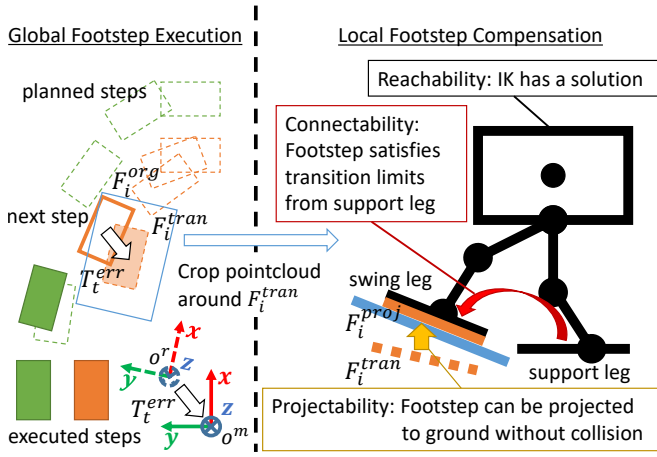 Global Footstep Execution
planned steps
F_i^{org}
next step
F_i^{tran}
T_t^{err}
Crop pointcloud
around F_i^{tran}
x
o^r
z
y
T_t^{err}
x
z
y
o^m
executed steps
Local Footstep Compensation
Reachability: IK has a solution
Connectability:
Footstep satisfies
transition limits
from support leg
swing leg
F_i^{proj}
F_i^{tran}
support leg
Projectability: Footstep can be projected
to ground without collision